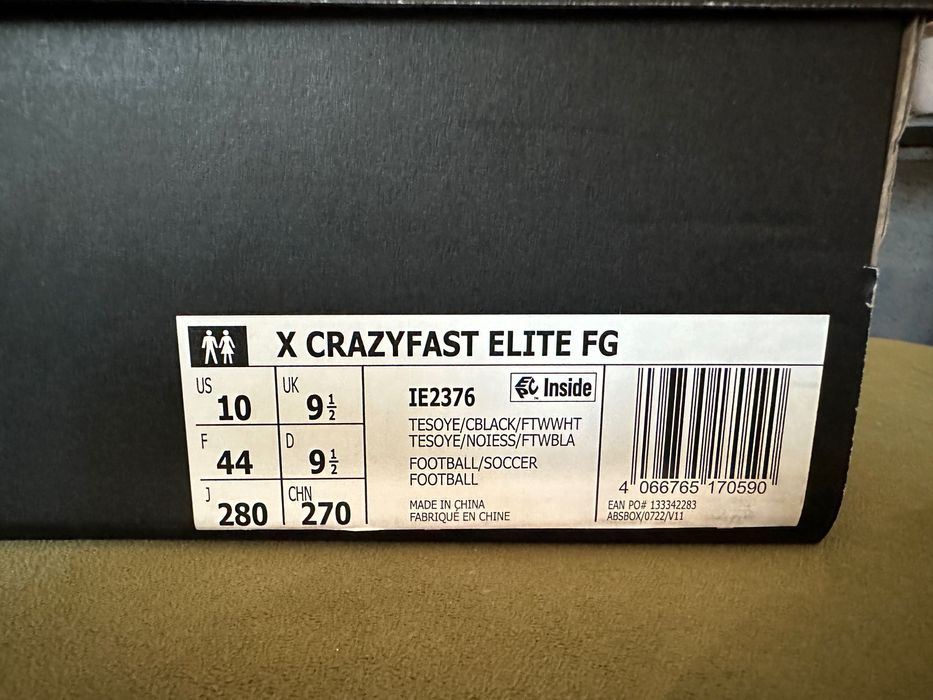 X CRAZYFAST ELITE FG
US 10
UK 9½
F 44
D 9½
J 280
CHN 270
IE2376
Inside
TESOYE/CBLACK/FTWWHT
TESOYE/NOIESS/FTWBLA
FOOTBALL/SOCCER
FOOTBALL
MADE IN CHINA
FABRIQUÉ EN CHINE
4 066765 170590
EAN PO# 133342283
ABSBOX/0722/V11